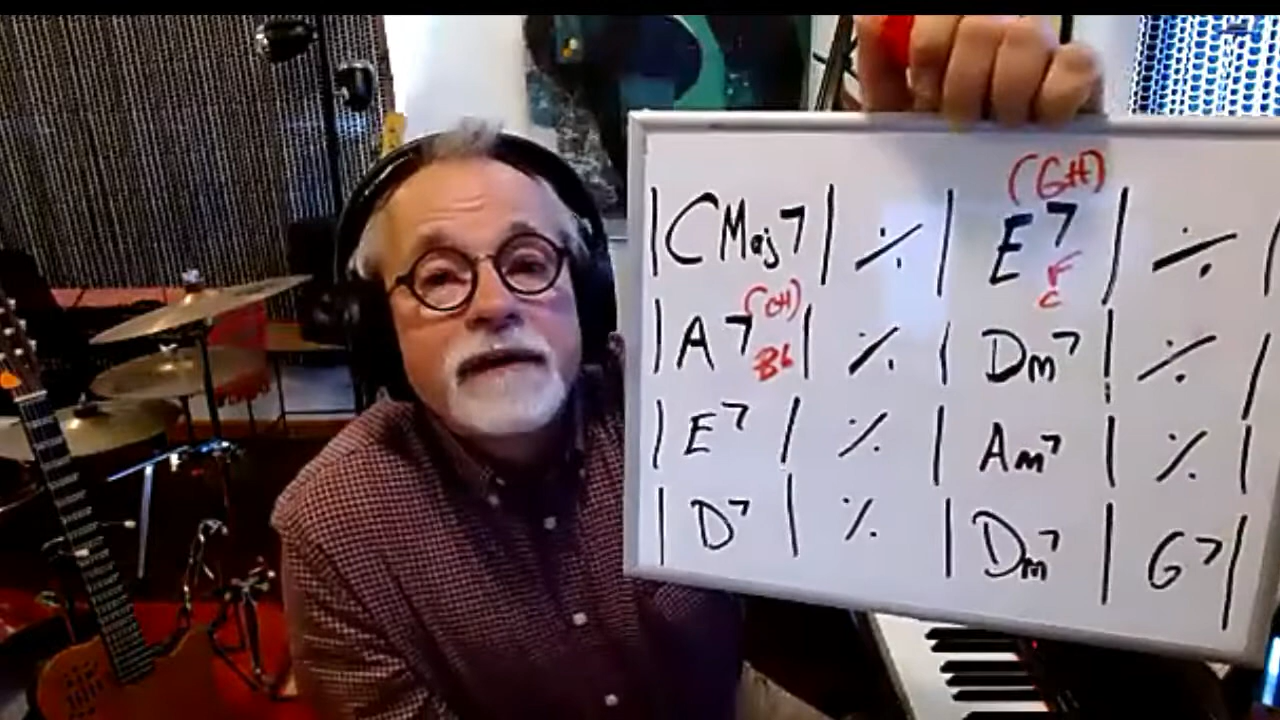 (G#)
| CMaj7 | ٪ | E7 | ٪ |
F
C
(C#)
| A7 | ٪ | Dm7 | ٪ |
Bb
| E7 | ٪ | Am7 | ٪ |
| D7 | ٪ | Dm7 | G7 |